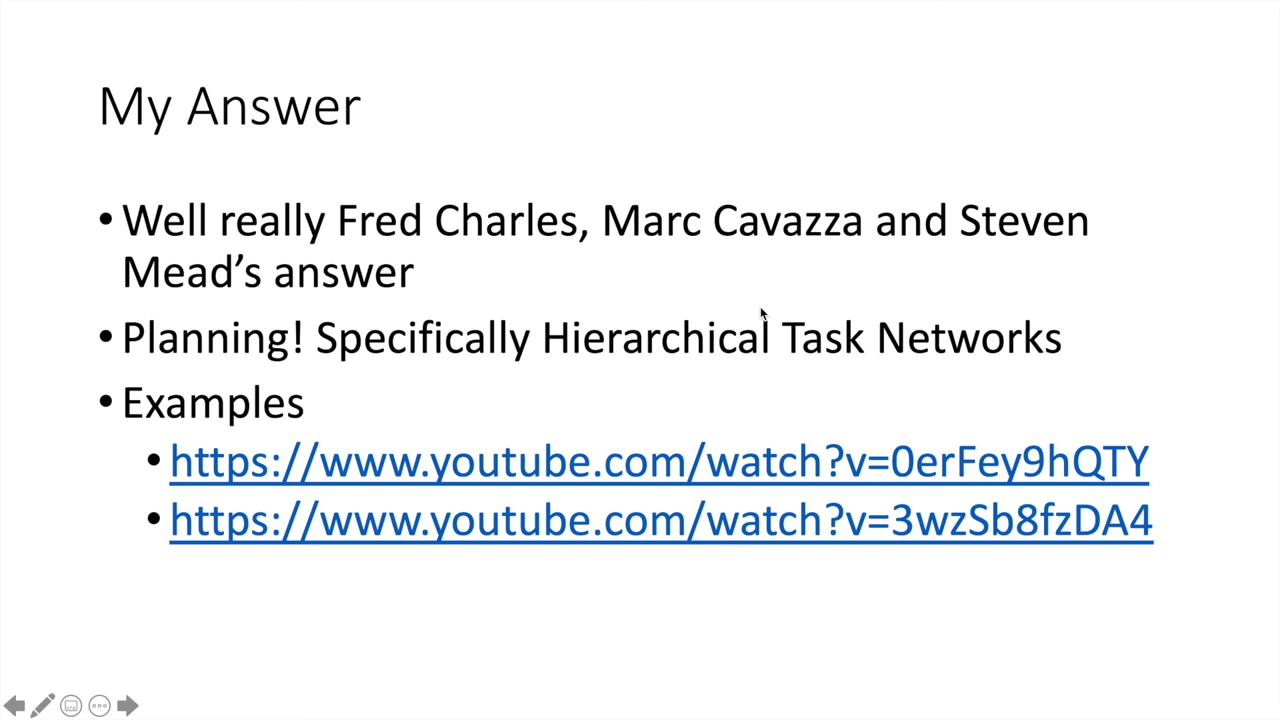 My Answer
• Well really Fred Charles, Marc Cavazza and Steven
Mead’s answer
• Planning! Specifically Hierarchical Task Networks
• Examples
• https://www.youtube.com/watch?v=0erFey9hQTY
• https://www.youtube.com/watch?v=3wzSb8fzDA4